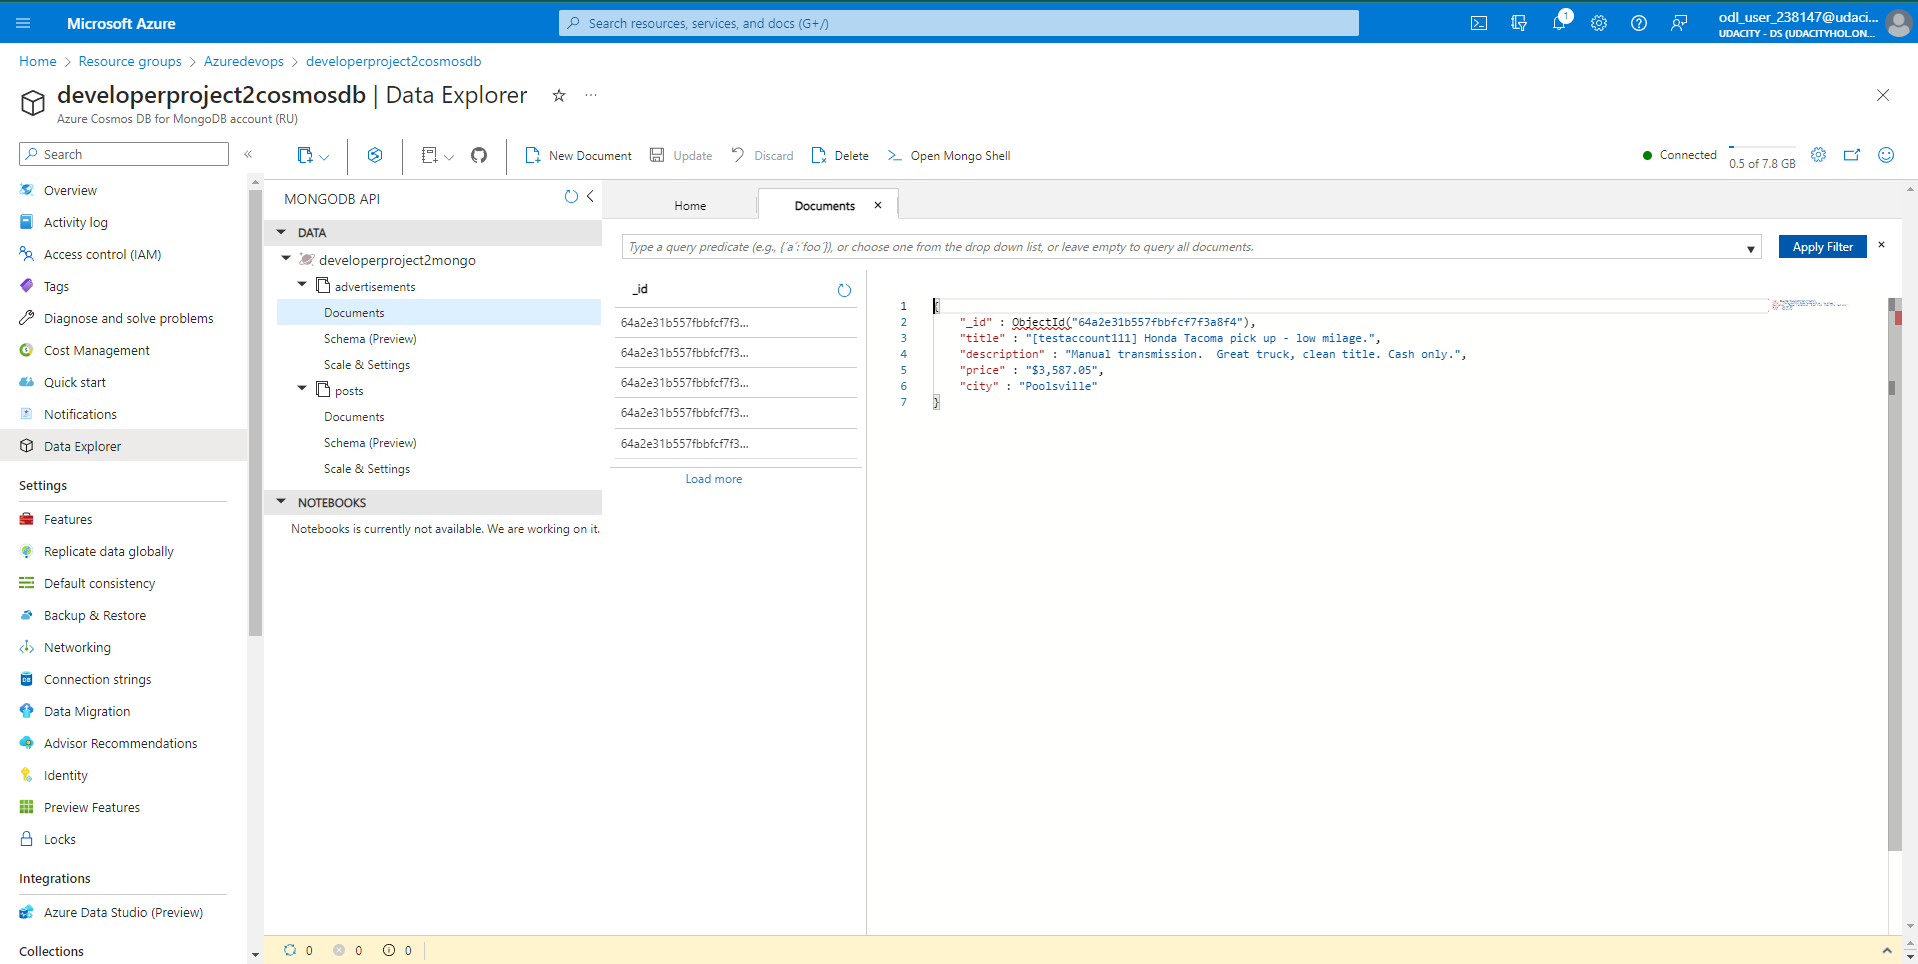 Microsoft Azure
Search resources, services, and docs (G+/)
1
odl_user_238147@udaci...
UDACITY - DS (UDACITYHOL.ON...
Home > Resource groups > Azuredevops > developerproject2cosmosdb
developerproject2cosmosdb | Data Explorer
Azure Cosmos DB for MongoDB account (RU)
Search
New Document
Update
Discard
Delete
Open Mongo Shell
Connected
0.5 of 7.8 GB
Overview
Activity log
Access control (IAM)
Tags
Diagnose and solve problems
Cost Management
Quick start
Notifications
Data Explorer
Settings
Features
Replicate data globally
Default consistency
Backup & Restore
Networking
Connection strings
Data Migration
Advisor Recommendations
Identity
Preview Features
Locks
Integrations
Azure Data Studio (Preview)
Collections
MONGODB API
DATA
developerproject2mongo
advertisements
Documents
Schema (Preview)
Scale & Settings
posts
Documents
Schema (Preview)
Scale & Settings
NOTEBOOKS
Notebooks is currently not available. We are working on it.
Home
Documents
Type a query predicate (e.g., {´a´:´foo´}), or choose one from the drop down list, or leave empty to query all documents.
Apply Filter
_id
64a2e31b557fbbfcf7f3...
64a2e31b557fbbfcf7f3...
64a2e31b557fbbfcf7f3...
64a2e31b557fbbfcf7f3...
64a2e31b557fbbfcf7f3...
Load more
1 {
2 "_id" : ObjectId("64a2e31b557fbbfcf7f3a8f4"),
3 "title" : "[testaccount111] Honda Tacoma pick up - low milage.",
4 "description" : "Manual transmission.  Great truck, clean title. Cash only.",
5 "price" : "$3,587.05",
6 "city" : "Poolsville"
7 }
0 0 0